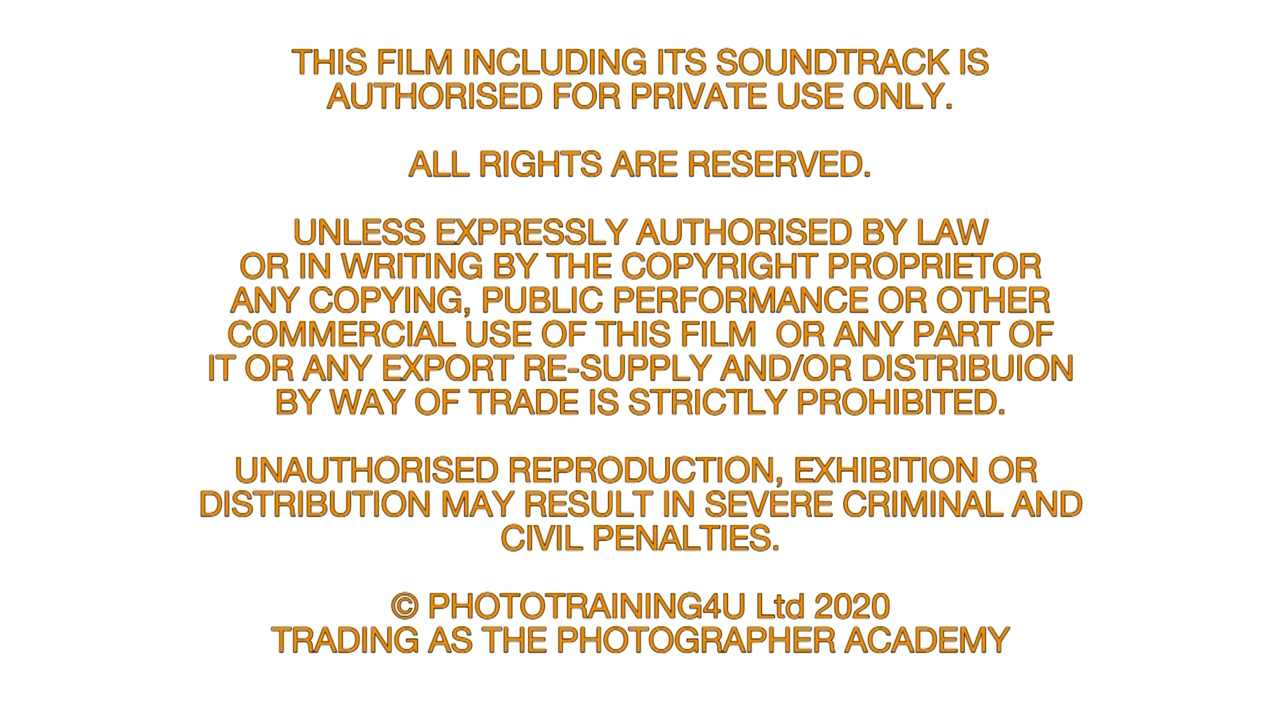 THIS FILM INCLUDING ITS SOUNDTRACK IS
AUTHORISED FOR PRIVATE USE ONLY.
ALL RIGHTS ARE RESERVED.
UNLESS EXPRESSLY AUTHORISED BY LAW
OR IN WRITING BY THE COPYRIGHT PROPRIETOR
ANY COPYING, PUBLIC PERFORMANCE OR OTHER
COMMERCIAL USE OF THIS FILM  OR ANY PART OF
IT OR ANY EXPORT RE-SUPPLY AND/OR DISTRIBUION
BY WAY OF TRADE IS STRICTLY PROHIBITED.
UNAUTHORISED REPRODUCTION, EXHIBITION OR
DISTRIBUTION MAY RESULT IN SEVERE CRIMINAL AND
CIVIL PENALTIES.
© PHOTOTRAINING4U Ltd 2020
TRADING AS THE PHOTOGRAPHER ACADEMY